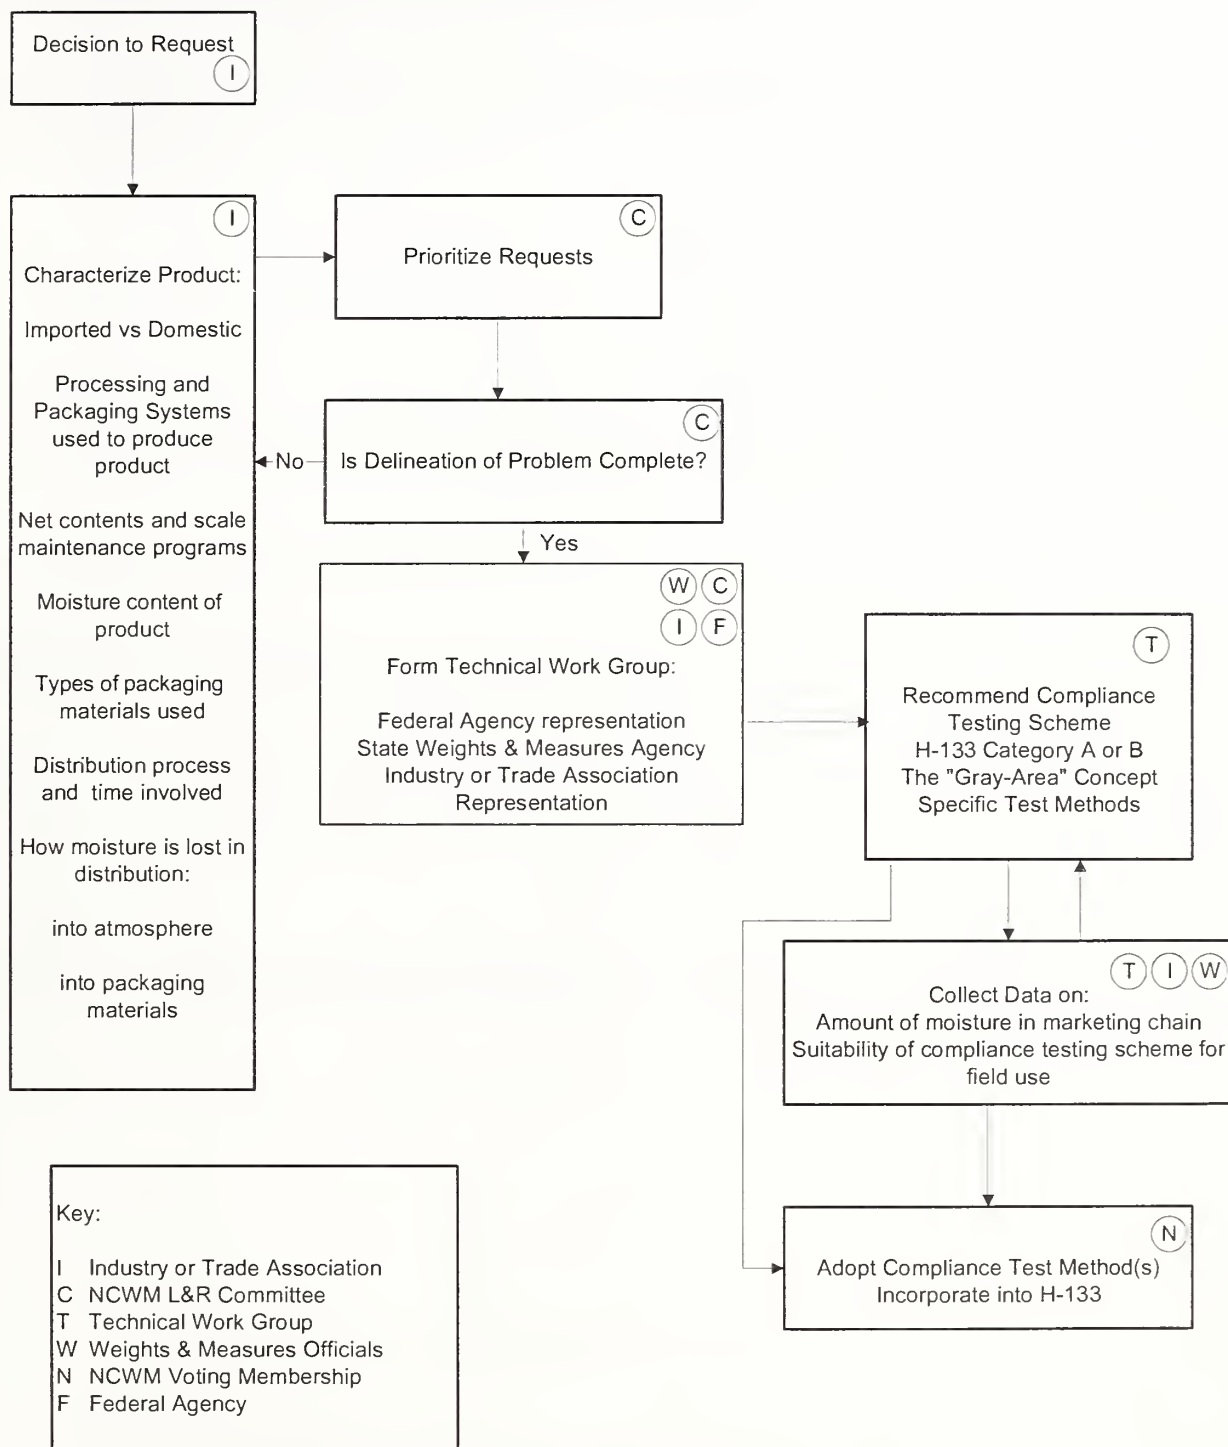 Decision to Request
I
I
Characterize Product:
Imported vs Domestic
Processing and
Packaging Systems
used to produce
product
Net contents and scale
maintenance programs
Moisture content of
product
Types of packaging
materials used
Distribution process
and time involved
How moisture is lost in
distribution:
into atmosphere
into packaging
materials
C
Prioritize Requests
C
Is Delineation of Problem Complete?
No
Yes
W C
I F
Form Technical Work Group:
Federal Agency representation
State Weights & Measures Agency
Industry or Trade Association
Representation
T
Recommend Compliance
Testing Scheme
H-133 Category A or B
The "Gray-Area" Concept
Specific Test Methods
T I W
Collect Data on:
Amount of moisture in marketing chain
Suitability of compliance testing scheme for
field use
N
Adopt Compliance Test Method(s)
Incorporate into H-133
Key:
I Industry or Trade Association
C NCWM L&R Committee
T Technical Work Group
W Weights & Measures Officials
N NCWM Voting Membership
F Federal Agency